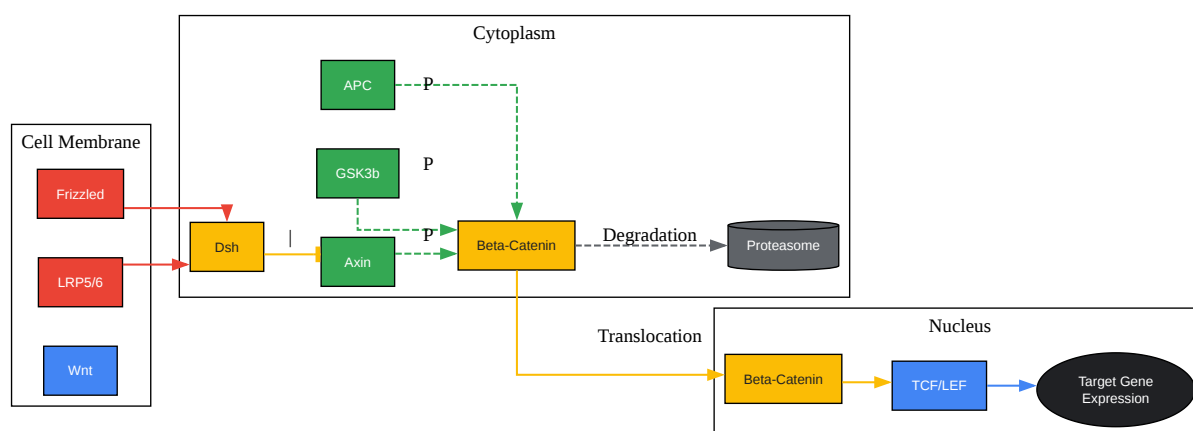 Cytoplasm
APC
P
Cell Membrane
GSK3b
P
Frizzled
Dsh
|
P
Beta-Catenin
Degradation
Proteasome
Axin
LRP5/6
Translocation
Nucleus
Wnt
Beta-Catenin
TCF/LEF
Target Gene
Expression